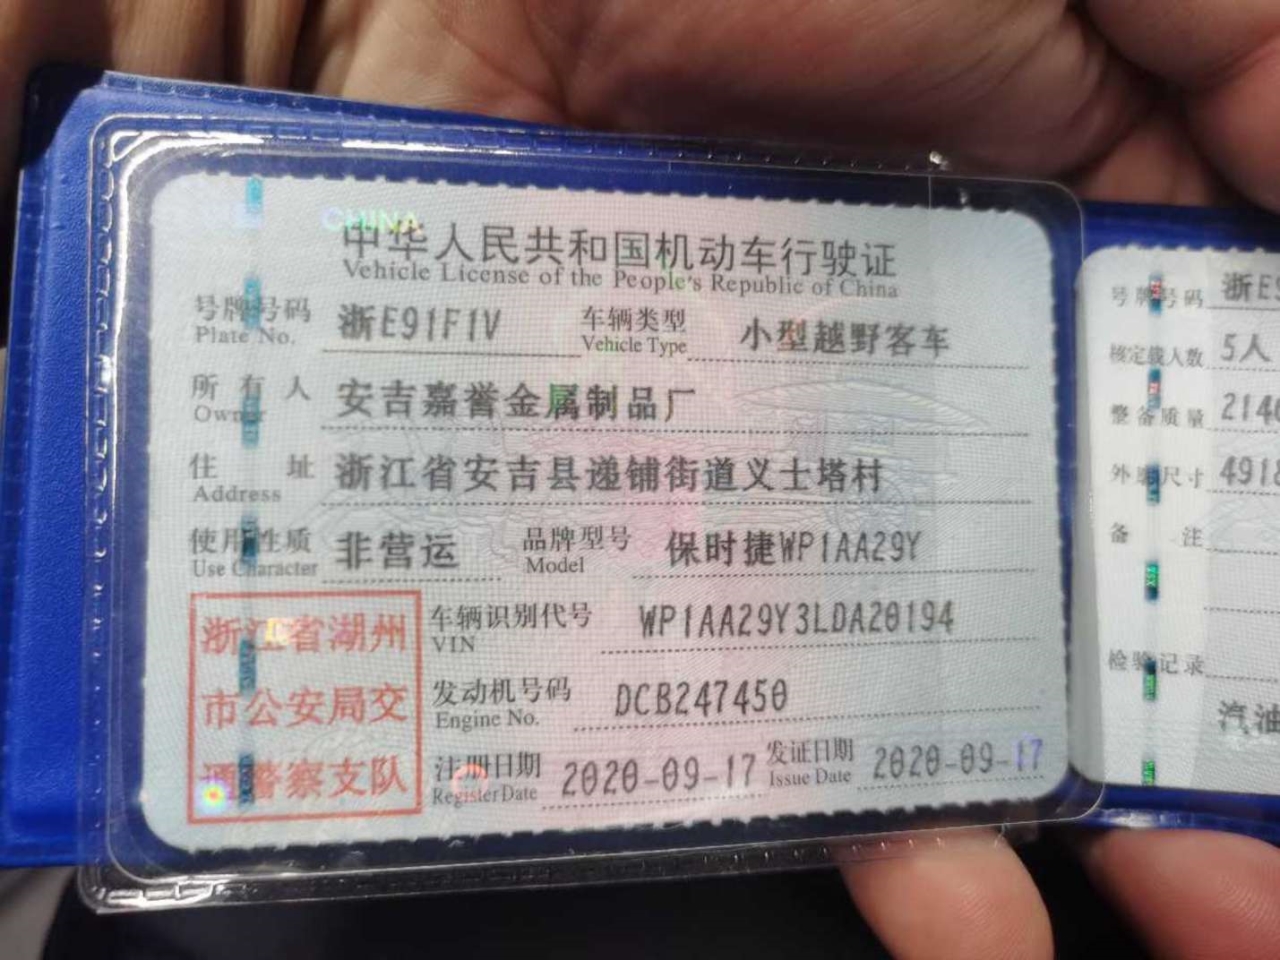 CHINA
中华人民共和国机动车行驶证
Vehicle License of the People's Republic of China
号牌号码 浙E91F1V 车辆类型 小型越野客车
Plate No. Vehicle Type
所有人 安吉嘉誉金属制品厂
Owner
住址 浙江省安吉县递铺街道义士塔村
Address
使用性质 非营运 品牌型号 保时捷WP1AA29Y
Use Character Model
浙江省湖州
市公安局交
通警察支队
车辆识别代号 WP1AA29Y3LDA20194
VIN
发动机号码 DCB247450
Engine No.
注册日期 2020-09-17 发证日期 2020-09-17
Register Date Issue Date
号牌号码 浙E9
核定载人数 5人
整备质量 214
外廓尺寸 491
备注
检验记录
汽油